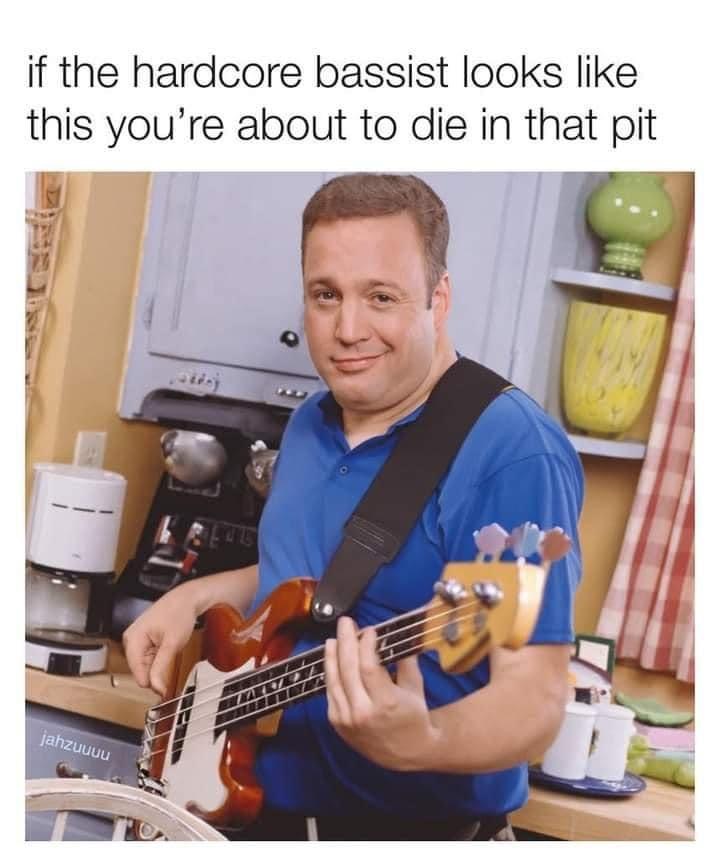 if the hardcore bassist looks like
this you're about to die in that pit
jahzuuuu